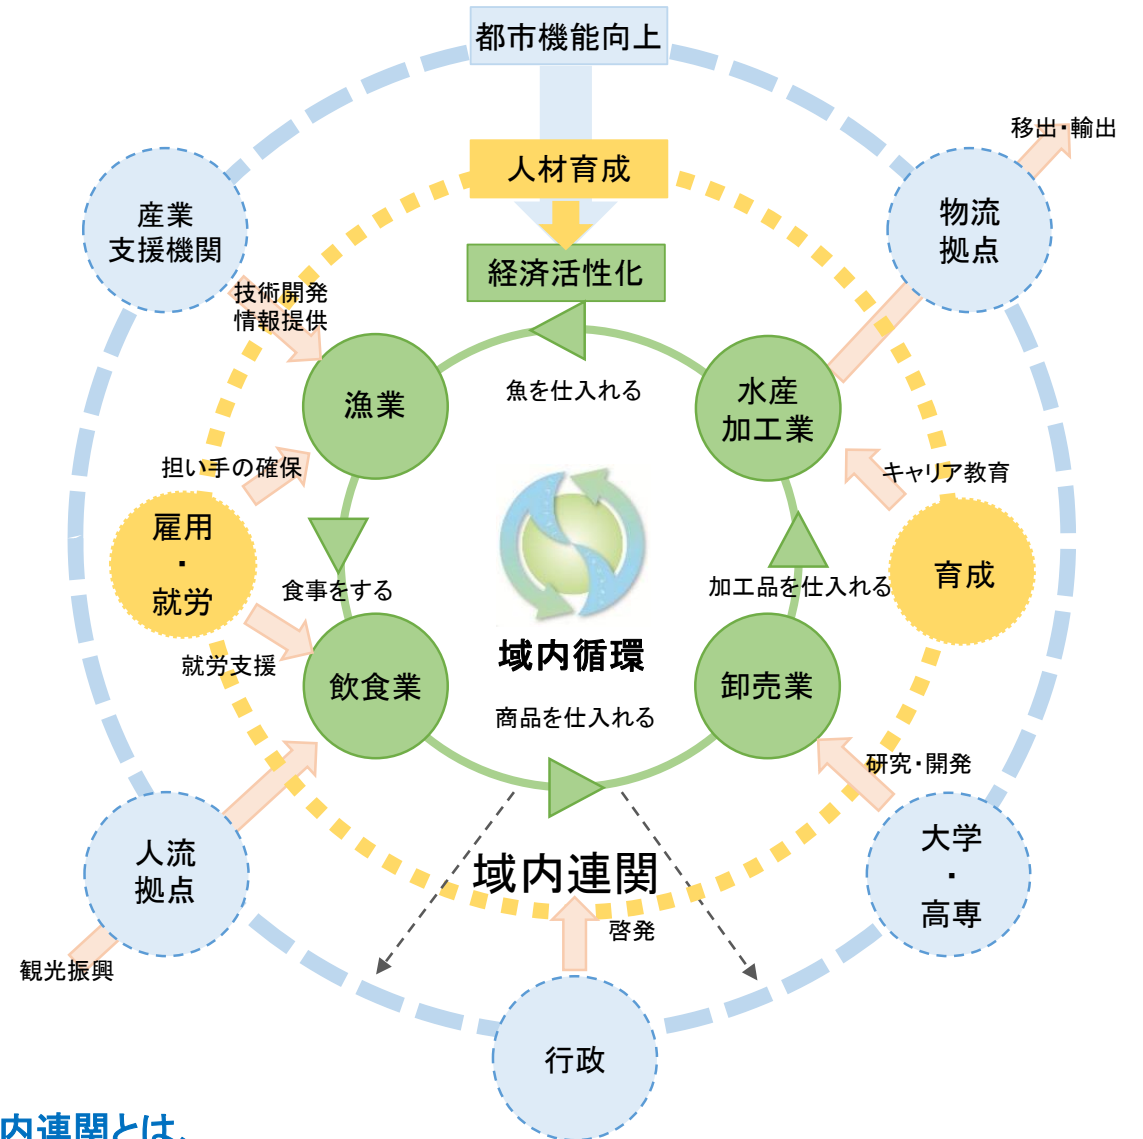 都市機能向上
移出・輸出
人材育成
産業
支援機関
物流
拠点
経済活性化
技術開発
情報提供
魚を仕入れる
漁業
水産
加工業
担い手の確保
キャリア教育
雇用
・
就労
育成
食事をする
加工品を仕入れる
域内循環
就労支援
飲食業
卸売業
商品を仕入れる
研究・開発
人流
拠点
大学
・
高専
域内連関
啓発
観光振興
行政
内連関とは、